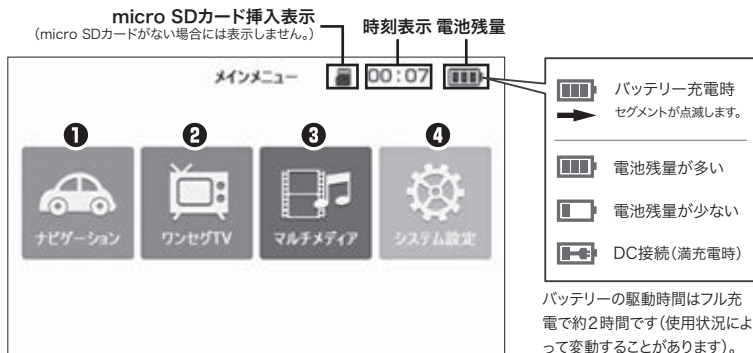 micro SDカード挿入表示
(micro SDカードがない場合には表示しません。)
時刻表示 電池残量
メインメニュー
00:07
❶ ❷ ❸ ❹
ナビゲーション ワンセグTV マルチメディア システム設定
バッテリー充電時
セグメントが点滅します。
電池残量が多い
電池残量が少ない
DC接続(満充電時)
バッテリーの駆動時間はフル充
電で約2時間です(使用状況によ
って変動することがあります)。